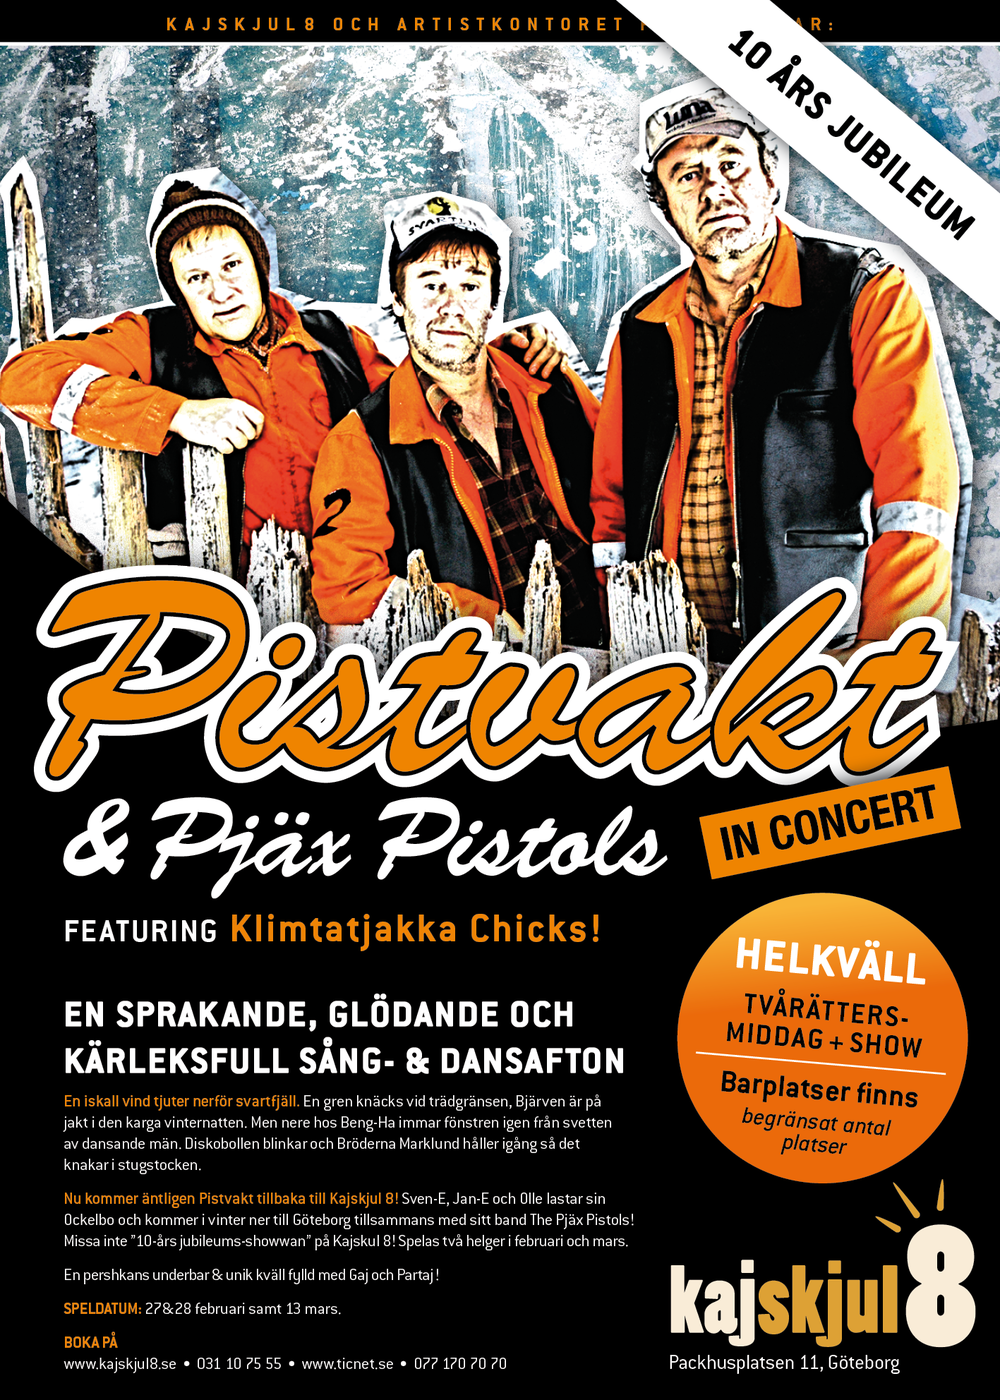 KAJSKJUL8 OCH ARTISTKONTORET
10 ÅRS JUBILEUM
SVART
2
Pistvakt
& Pjäx Pistols
IN CONCERT
FEATURING Klimtatjakka Chicks!
HELKVÄLL
TVÅRÄTTERS-
MIDDAG + SHOW
Barplatser finns
begränsat antal
platser
EN SPRAKANDE, GLÖDANDE OCH
KÄRLEKSFULL SÅNG- & DANSAFTON
En iskall vind tjuter nerför svartfjäll. En gren knäcks vid trädgränsen, Bjärven är på
jakt i den karga vinternatten. Men nere hos Beng-Ha immar fönstren igen från svetten
av dansande män. Diskobollen blinkar och Bröderna Marklund håller igång så det
knakar i stugstocken.
Nu kommer äntligen Pistvakt tillbaka till Kajskjul 8! Sven-E, Jan-E och Olle lastar sin
Ockelbo och kommer i vinter ner till Göteborg tillsammans med sitt band The Pjäx Pistols!
Missa inte ”10-års jubileums-showwan” på Kajskul 8! Spelas två helger i februari och mars.
En pershkans underbar & unik kväll fylld med Gaj och Partaj!
SPELDATUM: 27&28 februari samt 13 mars.
BOKA PÅ
www.kajskjul8.se • 031 10 75 55 • www.ticnet.se • 077 170 70 70
kajskjul8
Packhusplatsen 11, Göteborg